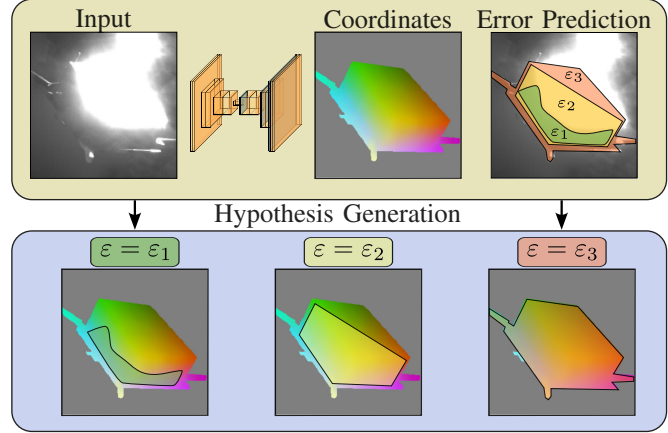 Input
Coordinates
Error Prediction
ε₃
ε₂
ε₁
Hypothesis Generation
ε = ε₁
ε = ε₂
ε = ε₃